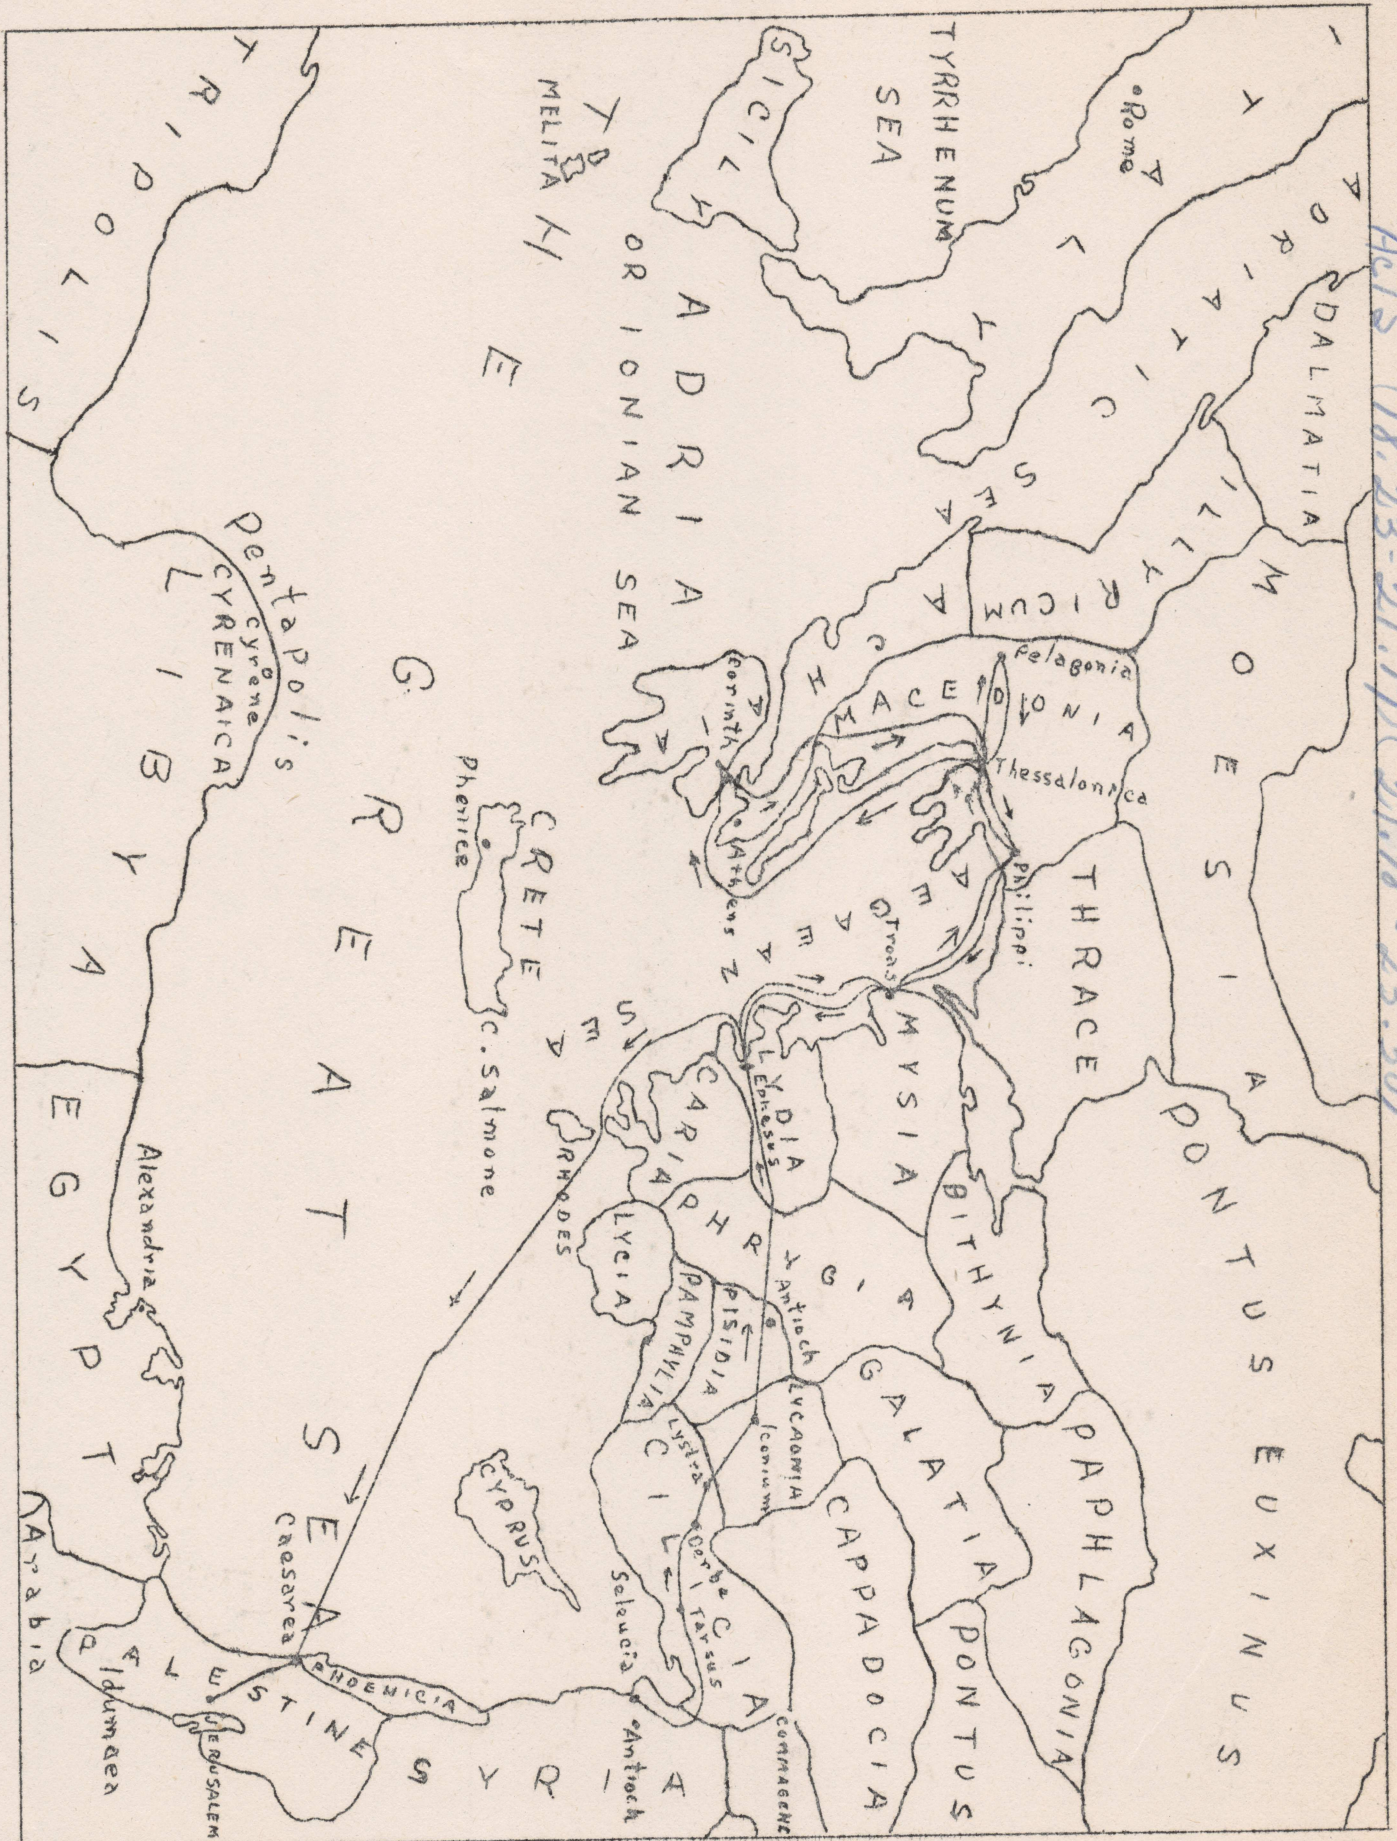 DALMATIA
ADRIATIC SEA
ITALY
Rome
TYRRHENUM
SEA
SICILY
MELITA
ADRIA
OR IONIAN SEA
TRIPOLIS
ILLYRICUM
MOESIA
THRACE
PONTUS EUXINUS
MACEDONIA
Pelagonia
Thessalonica
Philippi
ACHAIA
Corinth
Athens
AEGEAN SEA
Troas
MYSIA
LYDIA
Ephesus
CARIA
RHODES
LYCIA
PHRYGIA
BITHYNIA
PISIDIA
PAMPHYLIA
Antioch
LYCAONIA
Iconium
Lystra
Derbe
GALATIA
PAPHLAGONIA
PONTUS
CAPPADOCIA
CILICIA
Tarsus
COMMAGENE
Seleucia
Antioch
SYRIA
CYPRUS
CRETE
Phenice
C. Salmone
THE GREAT SEA
Pentapolis
Cyrene
CYRENAICA
LIBYA
Alexandria
EGYPT
Caesarea
PHOENICIA
PALESTINE
JERUSALEM
Idumaea
Arabia